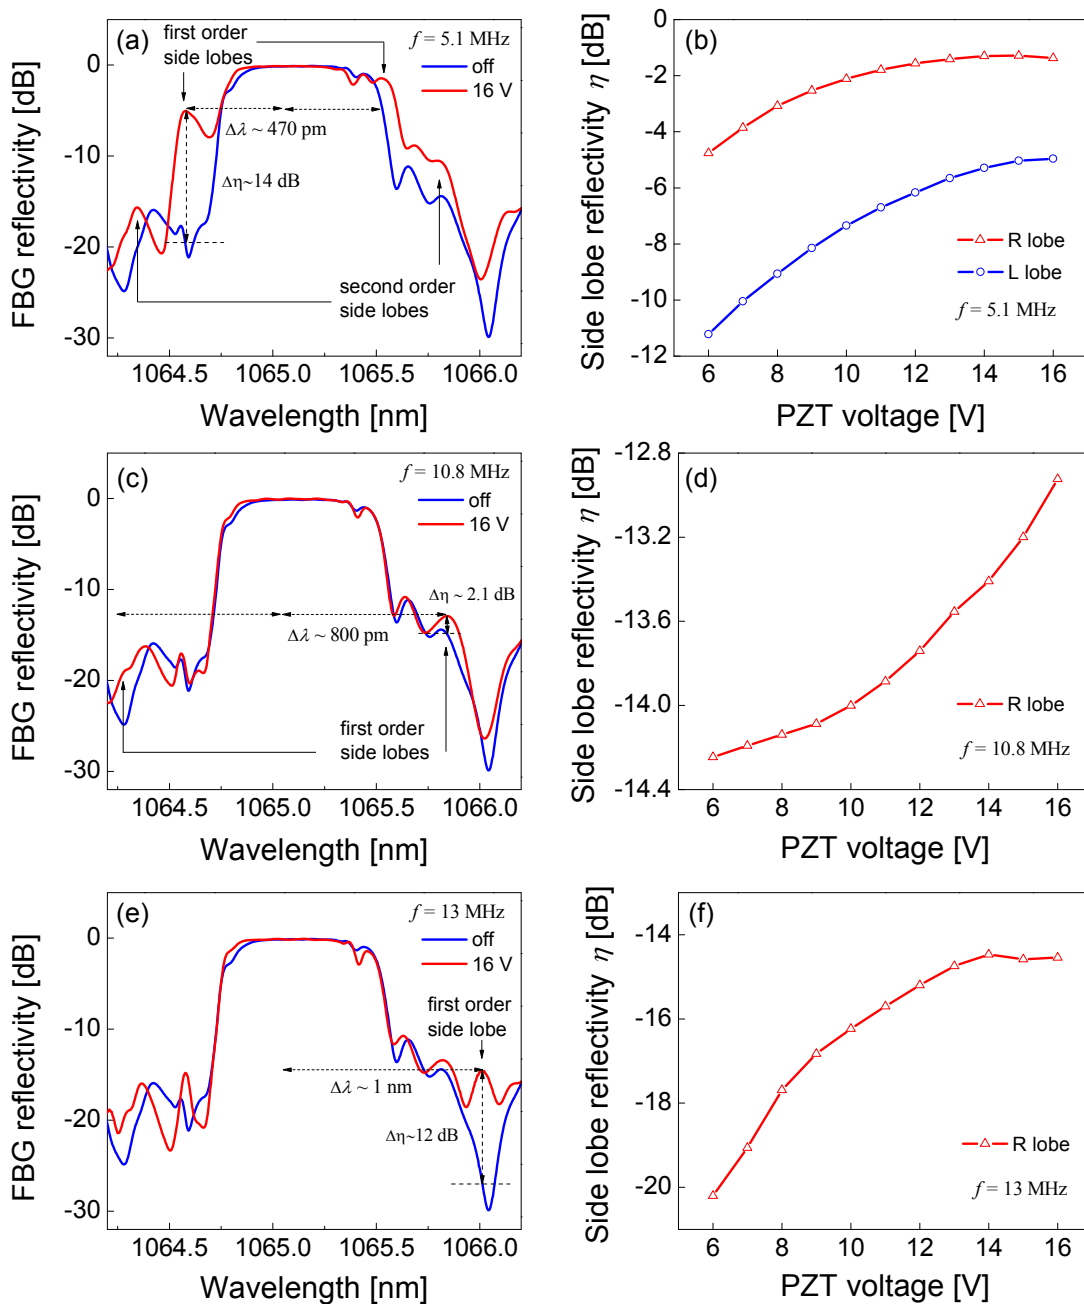 (a)
first order
side lobes
f = 5.1 MHz
off
16 V
Δλ ~ 470 pm
Δη~14 dB
second order
side lobes
0
-10
-20
-30
FBG reflectivity [dB]
1064.5 1065.0 1065.5 1066.0
Wavelength [nm]
(b)
0
-2
-4
-6
-8
-10
-12
Side lobe reflectivity η [dB]
R lobe
L lobe
f = 5.1 MHz
6 8 10 12 14 16
PZT voltage [V]
(c)
f = 10.8 MHz
off
16 V
Δη ~ 2.1 dB
Δλ ~ 800 pm
first order
side lobes
0
-10
-20
-30
FBG reflectivity [dB]
1064.5 1065.0 1065.5 1066.0
Wavelength [nm]
(d)
-12.8
-13.2
-13.6
-14.0
-14.4
Side lobe reflectivity η [dB]
R lobe
f = 10.8 MHz
6 8 10 12 14 16
PZT voltage [V]
(e)
f = 13 MHz
off
16 V
first order
side lobe
Δλ ~ 1 nm
Δη~12 dB
0
-10
-20
-30
FBG reflectivity [dB]
1064.5 1065.0 1065.5 1066.0
Wavelength [nm]
(f)
-14
-16
-18
-20
Side lobe reflectivity η [dB]
R lobe
f = 13 MHz
6 8 10 12 14 16
PZT voltage [V]